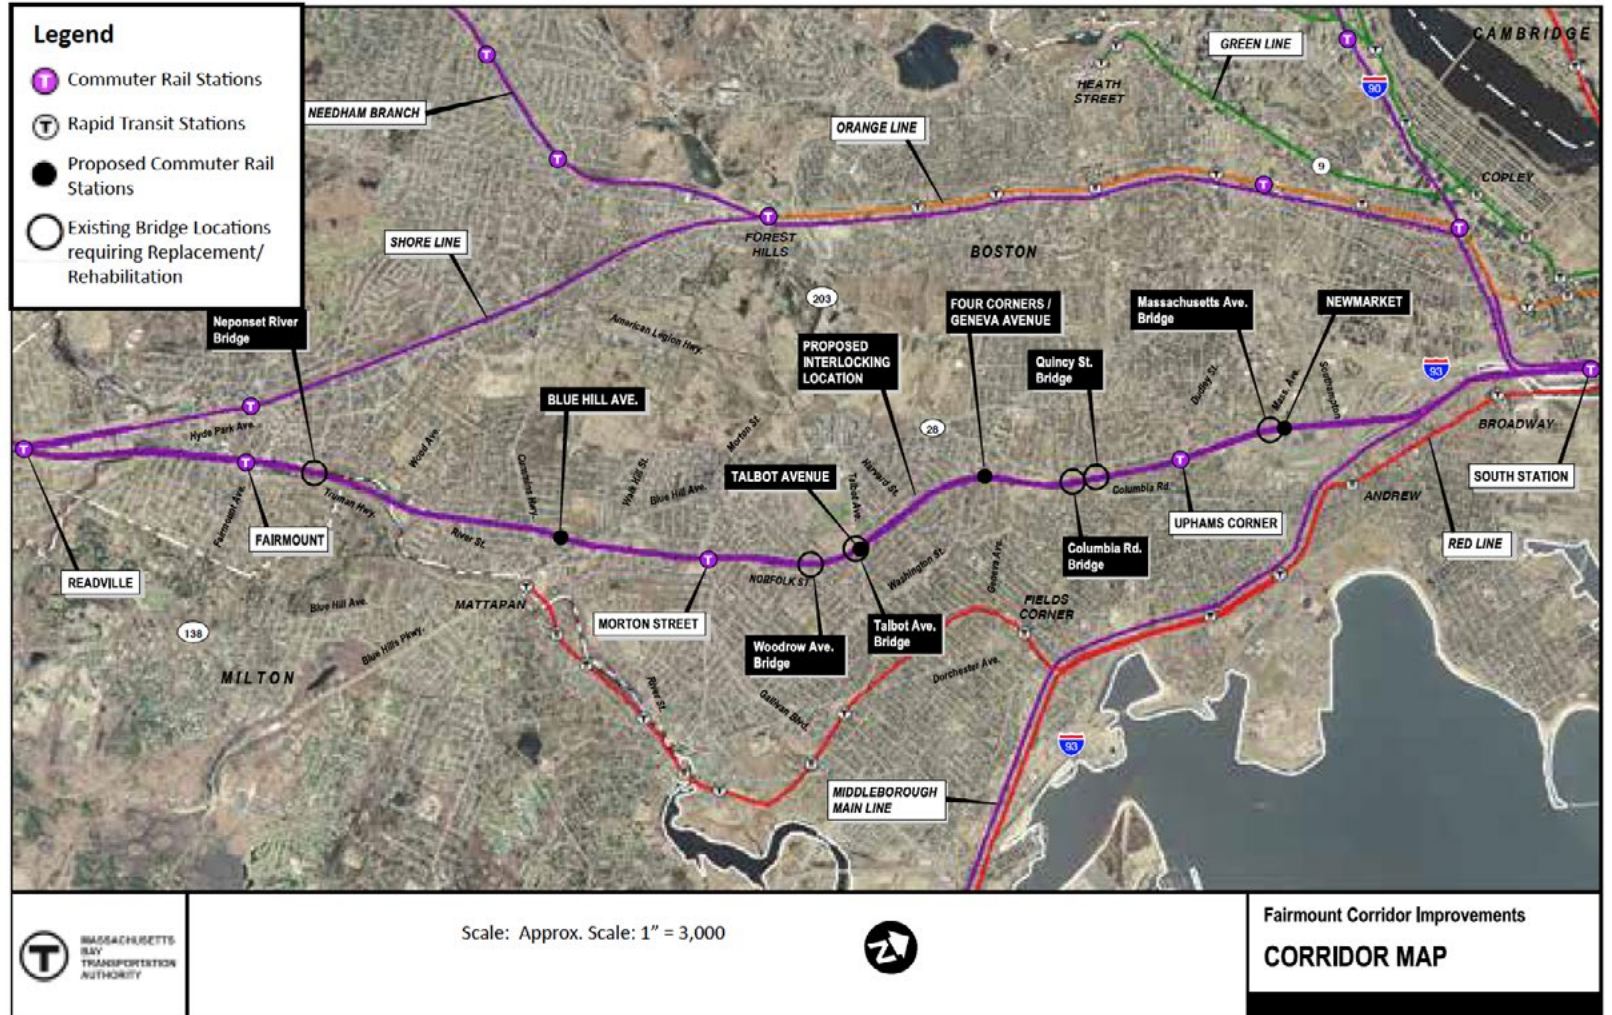 Legend
T Commuter Rail Stations
T Rapid Transit Stations
Proposed Commuter Rail
Stations
Existing Bridge Locations
requiring Replacement/
Rehabilitation
CAMBRIDGE
GREEN LINE
90
HEATH
STREET
NEEDHAM BRANCH
ORANGE LINE
9
COPLEY
SHORE LINE
FOREST
HILLS
BOSTON
203
Neponset River
Bridge
American Legion Hwy.
PROPOSED
INTERLOCKING
LOCATION
FOUR CORNERS /
GENEVA AVENUE
Massachusetts Ave.
Bridge
NEWMARKET
Quincy St.
Bridge
93
Dudley St.
Mass. Ave.
Southampton
BLUE HILL AVE.
Hyde Park Ave.
Wood Ave.
Morton St.
28
BROADWAY
Cummins Hwy.
Walk Hill St.
Blue Hill Ave.
TALBOT AVENUE
Talbot Ave.
Harvard St.
Columbia Rd.
SOUTH STATION
ANDREW
Truman Hwy.
Fairmount Ave.
FAIRMOUNT
River St.
UPHAMS CORNER
RED LINE
Columbia Rd.
Bridge
READVILLE
NORFOLK ST.
Washington St.
Geneva Ave.
MATTAPAN
Blue Hill Ave.
FIELDS
CORNER
138
MORTON STREET
Talbot Ave.
Bridge
Woodrow Ave.
Bridge
Blue Hills Pkwy.
MILTON
River St.
Gallivan Blvd.
Dorchester Ave.
93
MIDDLEBOROUGH
MAIN LINE
T
MASSACHUSETTS
BAY
TRANSPORTATION
AUTHORITY
Scale: Approx. Scale: 1” = 3,000
N
Fairmount Corridor Improvements
CORRIDOR MAP